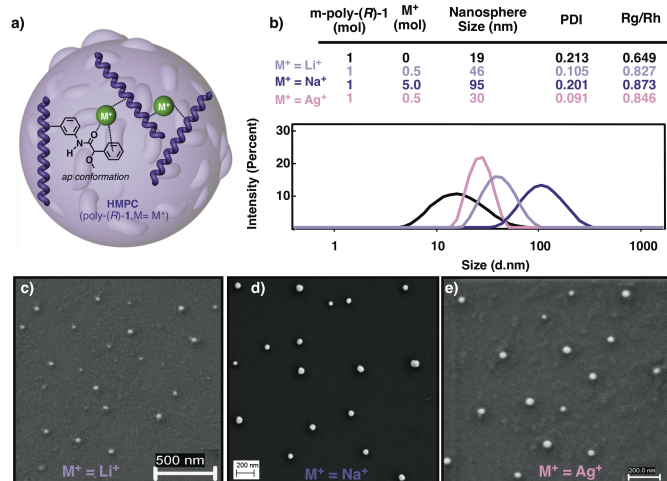 a)
M⁺
M⁺
O
N
H
O
ap conformation
HMPC
(poly-(R)-1,M= M⁺)
b)
m-poly-(R)-1 (mol) M⁺ (mol) Nanosphere Size (nm) PDI Rg/Rh
1 0 19 0.213 0.649
M⁺ = Li⁺ 1 0.5 46 0.105 0.827
M⁺ = Na⁺ 1 5.0 95 0.201 0.873
M⁺ = Ag⁺ 1 0.5 30 0.091 0.846
Intensity (Percent)
30
20
10
1 10 100 1000
Size (d.nm)
c)
500 nm
M⁺ = Li⁺
d)
200 nm
M⁺ = Na⁺
e)
200.0 nm
M⁺ = Ag⁺